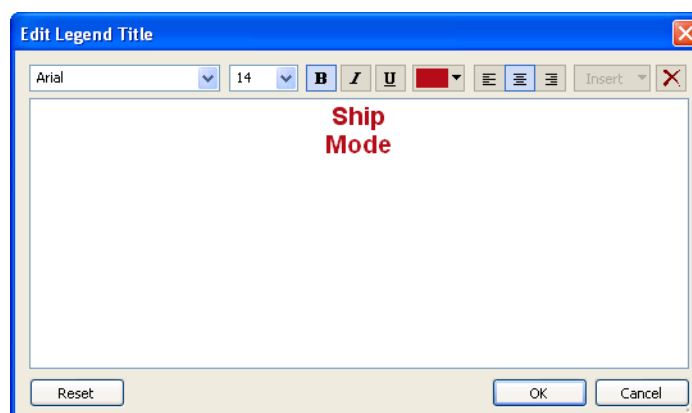 Edit Legend Title
Arial 14 B I U Insert
Ship
Mode
Reset OK Cancel